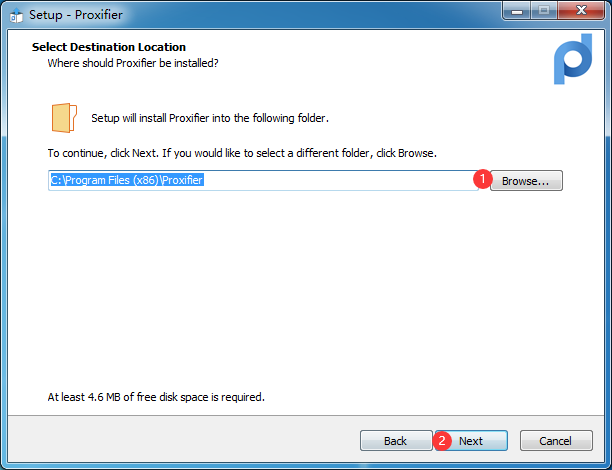 Setup - Proxifier
Select Destination Location
Where should Proxifier be installed?
Setup will install Proxifier into the following folder.
To continue, click Next. If you would like to select a different folder, click Browse.
C:\Program Files (x86)\Proxifier
1 Browse...
At least 4.6 MB of free disk space is required.
Back 2 Next Cancel